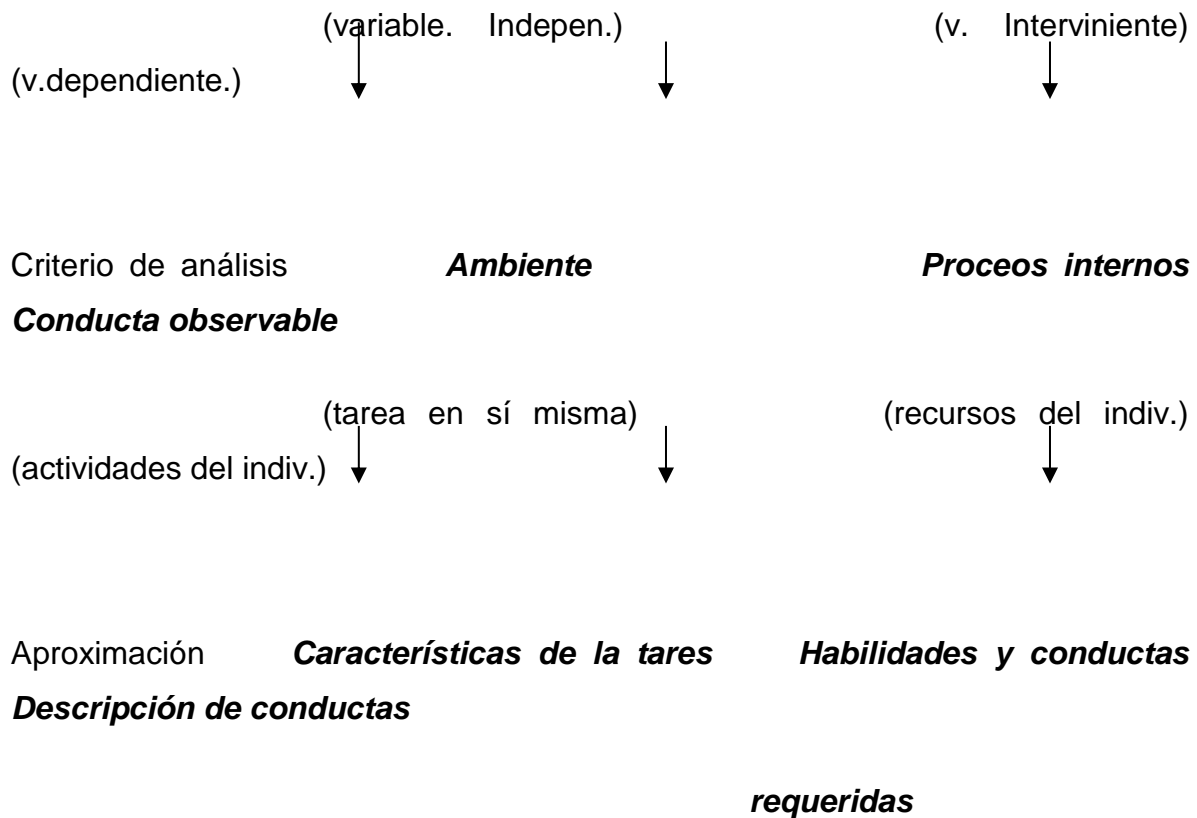 (variable. Indepen.) (v. Interviniente)
(v.dependiente.)
Criterio de análisis Ambiente Proceos internos
Conducta observable
(tarea en sí misma) (recursos del indiv.)
(actividades del indiv.)
Aproximación Características de la tares Habilidades y conductas
Descripción de conductas
requeridas